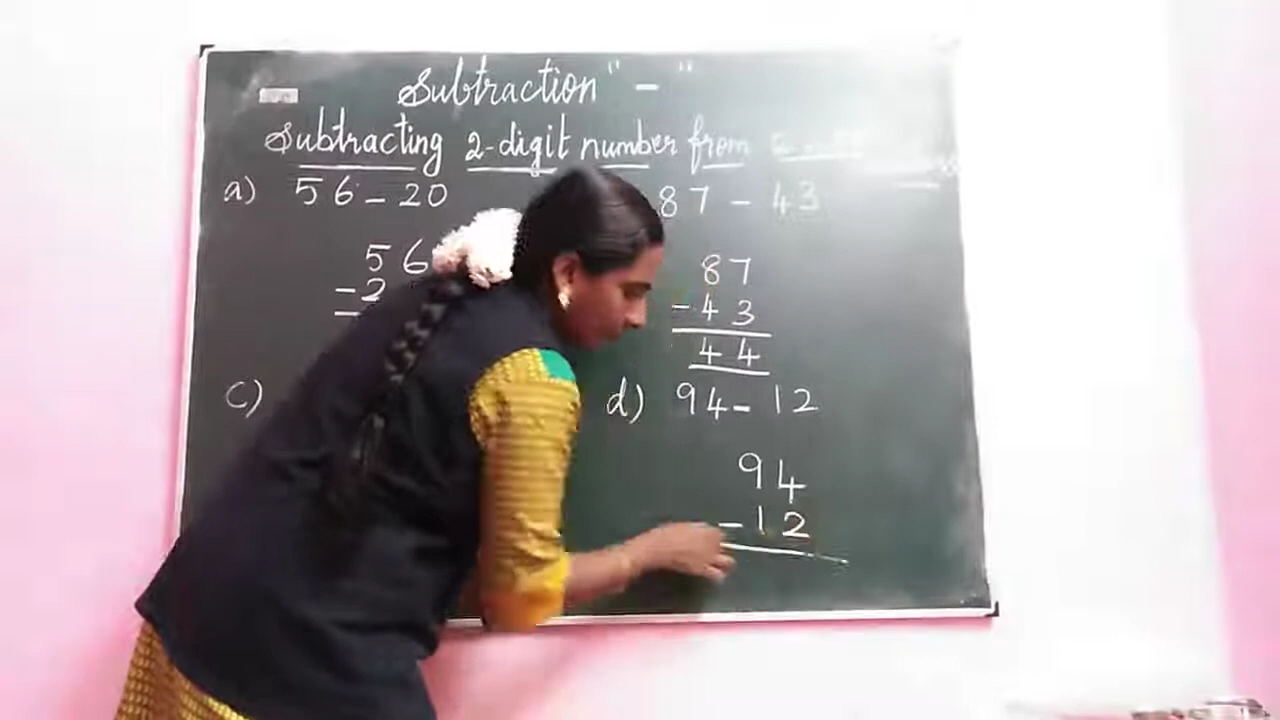 Subtraction "-"
Subtracting 2-digit number from
a) 56-20
87-43
56
-2
87
-43
44
c)
d) 94-12
94
-12